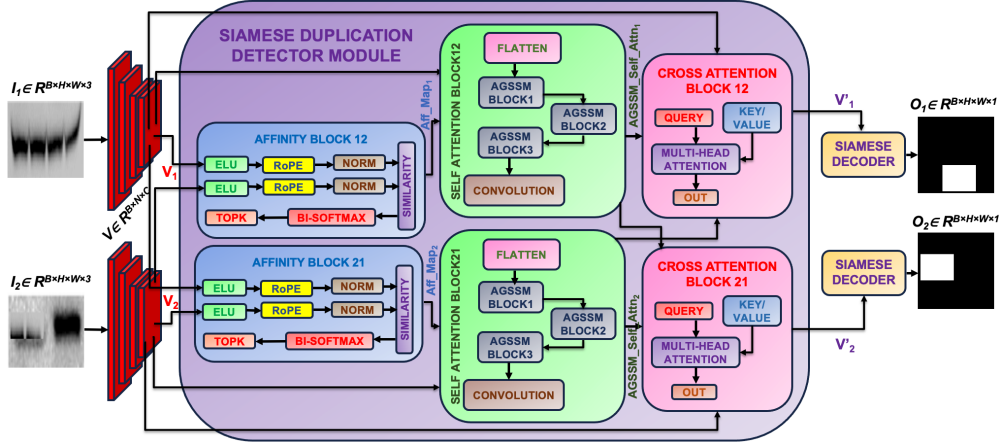 SIAMESE DUPLICATION
DETECTOR MODULE
I₁ ∈ R^{B×H×W×3}
V ∈ R^{B×N×C}
I₂ ∈ R^{B×H×W×3}
V₁
V₂
AFFINITY BLOCK 12
ELU
RoPE
NORM
ELU
RoPE
NORM
SIMILARITY
TOPK
BI-SOFTMAX
Aff_Map₁
AFFINITY BLOCK 21
ELU
RoPE
NORM
ELU
RoPE
NORM
SIMILARITY
TOPK
BI-SOFTMAX
Aff_Map₂
SELF ATTENTION BLOCK12
FLATTEN
AGSSM
BLOCK1
AGSSM
BLOCK2
AGSSM
BLOCK3
CONVOLUTION
AGSSM_Self_Attn₁
SELF ATTENTION BLOCK21
FLATTEN
AGSSM
BLOCK1
AGSSM
BLOCK2
AGSSM
BLOCK3
CONVOLUTION
AGSSM_Self_Attn₂
CROSS ATTENTION
BLOCK 12
QUERY
KEY/
VALUE
MULTI-HEAD
ATTENTION
OUT
CROSS ATTENTION
BLOCK 21
QUERY
KEY/
VALUE
MULTI-HEAD
ATTENTION
OUT
V'₁
SIAMESE
DECODER
O₁ ∈ R^{B×H×W×1}
V'₂
SIAMESE
DECODER
O₂ ∈ R^{B×H×W×1}